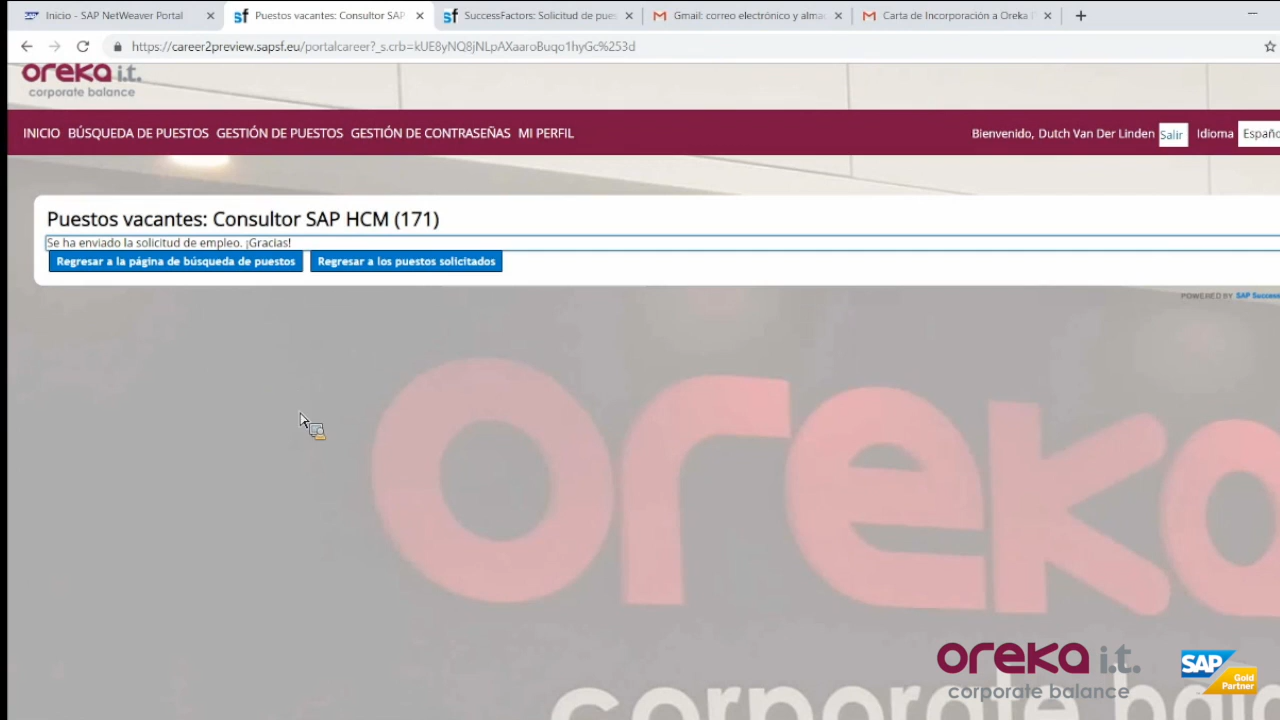 Inicio - SAP NetWeaver Portal
Puestos vacantes: Consultor SAP
SuccessFactors: Solicitud de pues
Gmail: correo electrónico y alma
Carta de Incorporación a Oreka
https://career2preview.sapsf.eu/portalcareer?_s.crb=kUE8yNQ8jNLpAXaaroBuqo1hyGc%253d
oreka i.t.
corporate balance
INICIO BÚSQUEDA DE PUESTOS GESTIÓN DE PUESTOS GESTIÓN DE CONTRASEÑAS MI PERFIL
Bienvenido, Dutch Van Der Linden Salir Idioma Españo
Puestos vacantes: Consultor SAP HCM (171)
Se ha enviado la solicitud de empleo. ¡Gracias!
Regresar a la página de búsqueda de puestos
Regresar a los puestos solicitados
POWERED BY SAP Success
oreka
corporate bala
oreka i.t.
corporate balance
SAP Gold
Partner